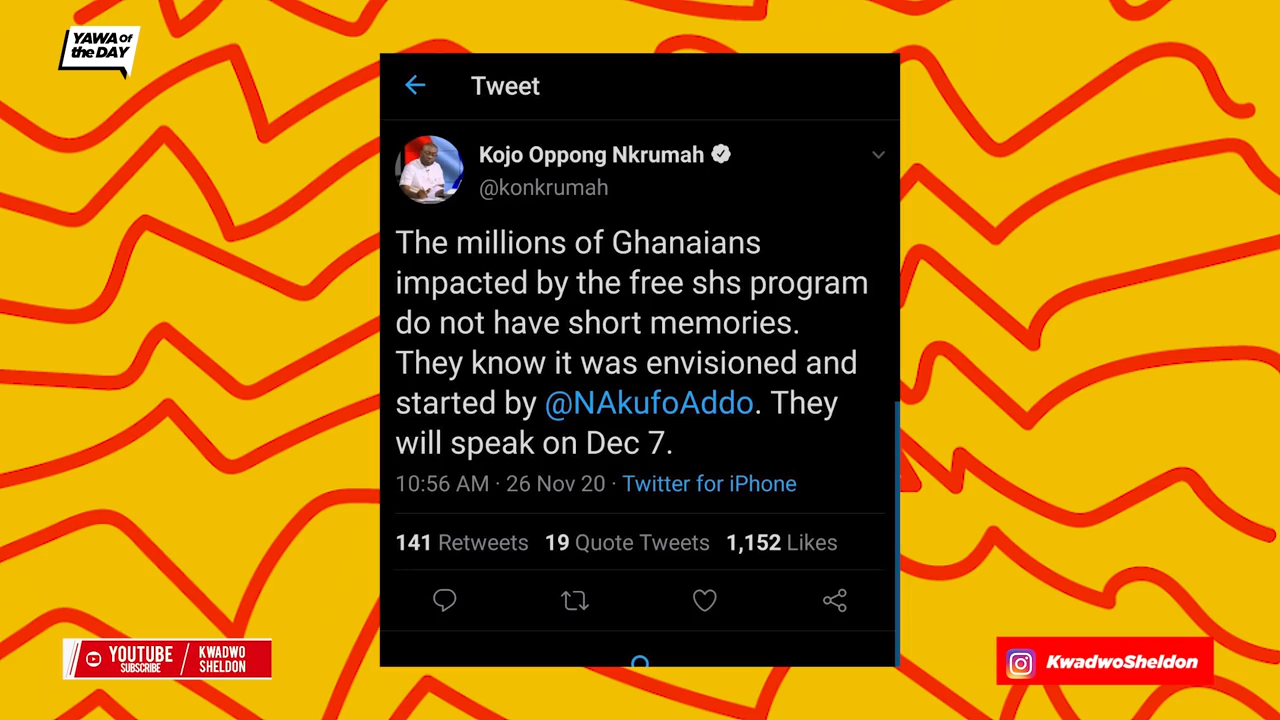 YAWA of
the DAY
Tweet
Kojo Oppong Nkrumah
@konkrumah
The millions of Ghanaians
impacted by the free shs program
do not have short memories.
They know it was envisioned and
started by @NAkufoAddo. They
will speak on Dec 7.
10:56 AM · 26 Nov 20 · Twitter for iPhone
141 Retweets 19 Quote Tweets 1,152 Likes
YOUTUBE
SUBSCRIBE
KWADWO
SHELDON
KwadwoSheldon